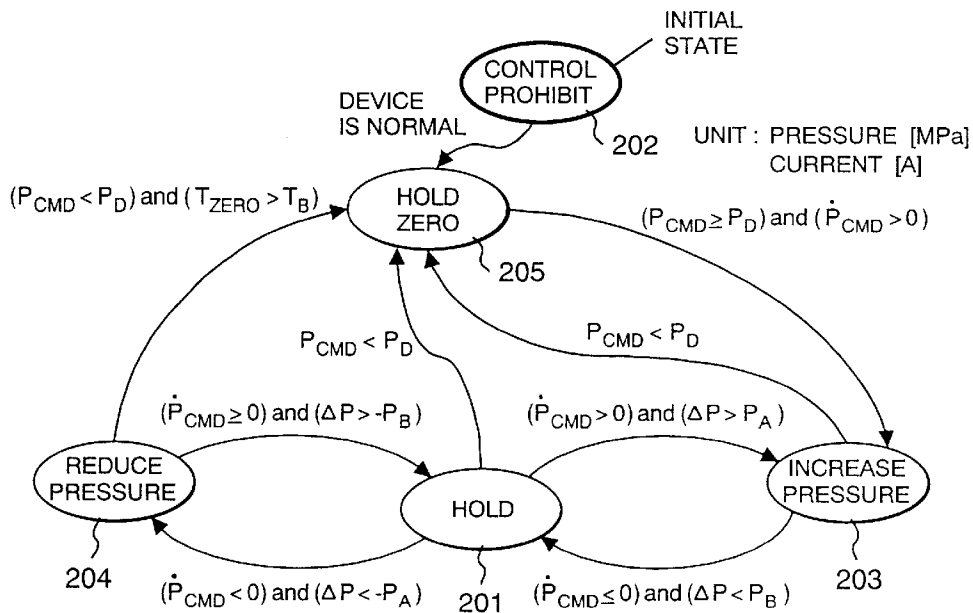 INITIAL
STATE
CONTROL
PROHIBIT
202
DEVICE
IS NORMAL
UNIT : PRESSURE [MPa]
CURRENT [A]
(P_CMD < P_D) and (T_ZERO > T_B)
HOLD
ZERO
205
(P_CMD ≥ P_D) and (Ṗ_CMD > 0)
P_CMD < P_D
P_CMD < P_D
(Ṗ_CMD ≥ 0) and (ΔP > -P_B)
(Ṗ_CMD > 0) and (ΔP > P_A)
REDUCE
PRESSURE
204
HOLD
201
INCREASE
PRESSURE
203
(Ṗ_CMD < 0) and (ΔP < -P_A)
(Ṗ_CMD ≤ 0) and (ΔP < P_B)